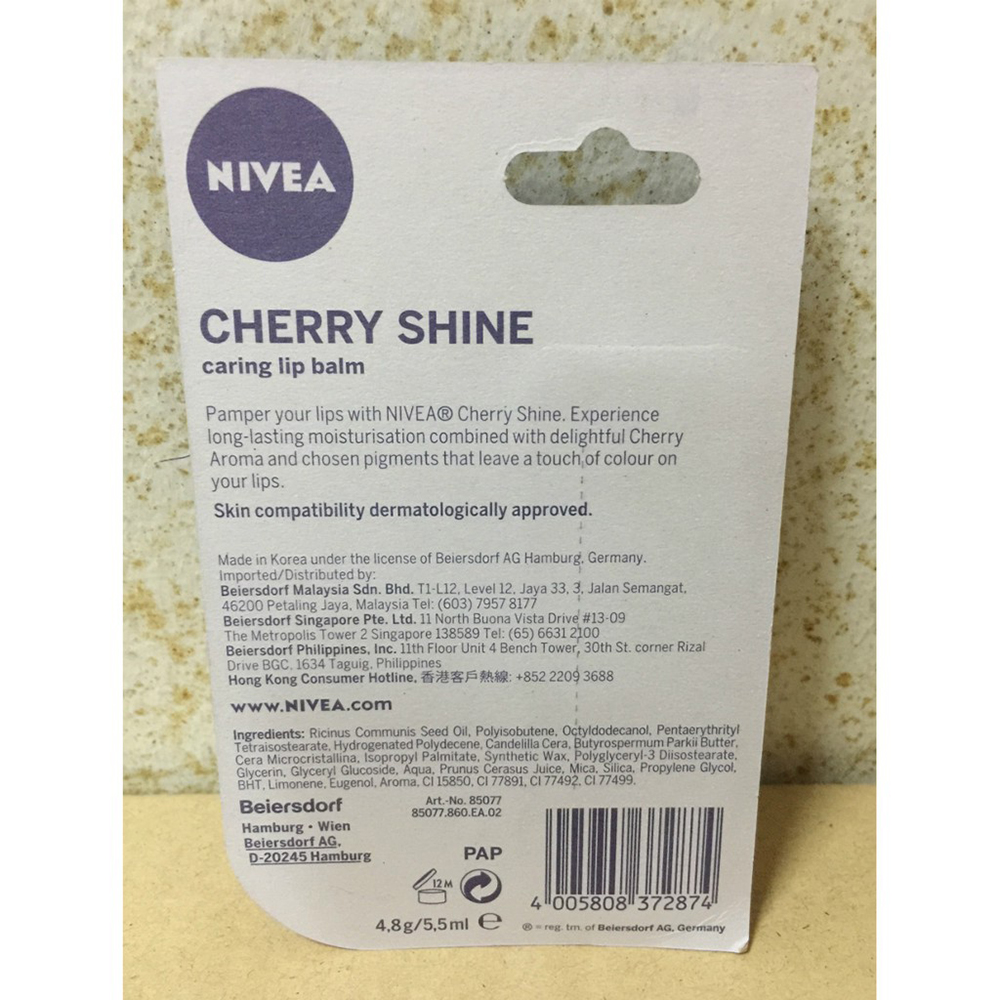 NIVEA
CHERRY SHINE
caring lip balm
Pamper your lips with NIVEA® Cherry Shine. Experience
long-lasting moisturisation combined with delightful Cherry
Aroma and chosen pigments that leave a touch of colour on
your lips.
Skin compatibility dermatologically approved.
Made in Korea under the license of Beiersdorf AG Hamburg, Germany.
Imported/Distributed by:
Beiersdorf Malaysia Sdn. Bhd. T1-L12, Level 12, Jaya 33, 3, Jalan Semangat,
46200 Petaling Jaya, Malaysia Tel: (603) 7957 8177
Beiersdorf Singapore Pte. Ltd. 11 North Buona Vista Drive #13-09
The Metropolis Tower 2 Singapore 138589 Tel: (65) 6631 2100
Beiersdorf Philippines, Inc. 11th Floor Unit 4 Bench Tower, 30th St. corner Rizal
Drive BGC. 1634 Taguig, Philippines
Hong Kong Consumer Hotline, 香港客戶熱線: +852 2209 3688
www.NIVEA.com
Ingredients: Ricinus Communis Seed Oil, Polyisobutene, Octyldodecanol, Pentaerythrityl
Tetraisostearate, Hydrogenated Polydecene, Candelilla Cera, Butyrospermum Parkii Butter,
Cera Microcristallina, Isopropyl Palmitate, Synthetic Wax, Polyglyceryl-3 Diisostearate,
Glycerin, Glyceryl Glucoside, Aqua, Prunus Cerasus Juice, Mica, Silica, Propylene Glycol,
BHT, Limonene, Eugenol, Aroma, CI 15850, CI 77891, CI 77492, CI 77499.
Beiersdorf
Hamburg • Wien
Beiersdorf AG,
D-20245 Hamburg
Art.-No. 85077
85077.860.EA.02
PAP
12M
4,8g/5,5ml e
4 005808 372874
® = reg. tm. of Beiersdorf AG, Germany